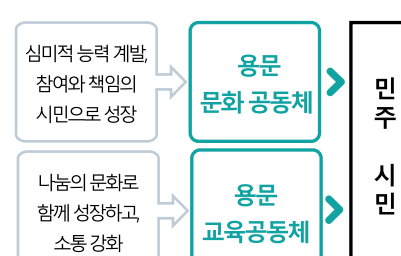 심미적 능력 계발,
참여와 책임의
시민으로 성장
용문
문화 공동체
나눔의 문화로
함께 성장하고,
소통 강화
용문
교육공동체
민주
시민